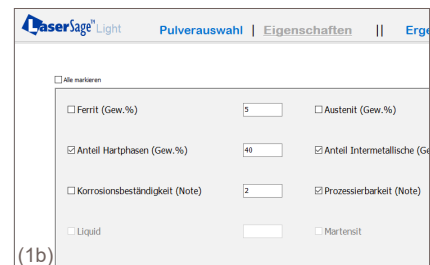 LaserSage™ Light Pulverauswahl | Eigenschaften || Erge
Alle markieren
Ferrit (Gew.%) 5 Austenit (Gew.%)
Anteil Hartphasen (Gew.%) 40 Anteil Intermetallische (Ge
Korrosionsbeständigkeit (Note) 2 Prozessierbarkeit (Note)
Liquid Martensit
(1b)